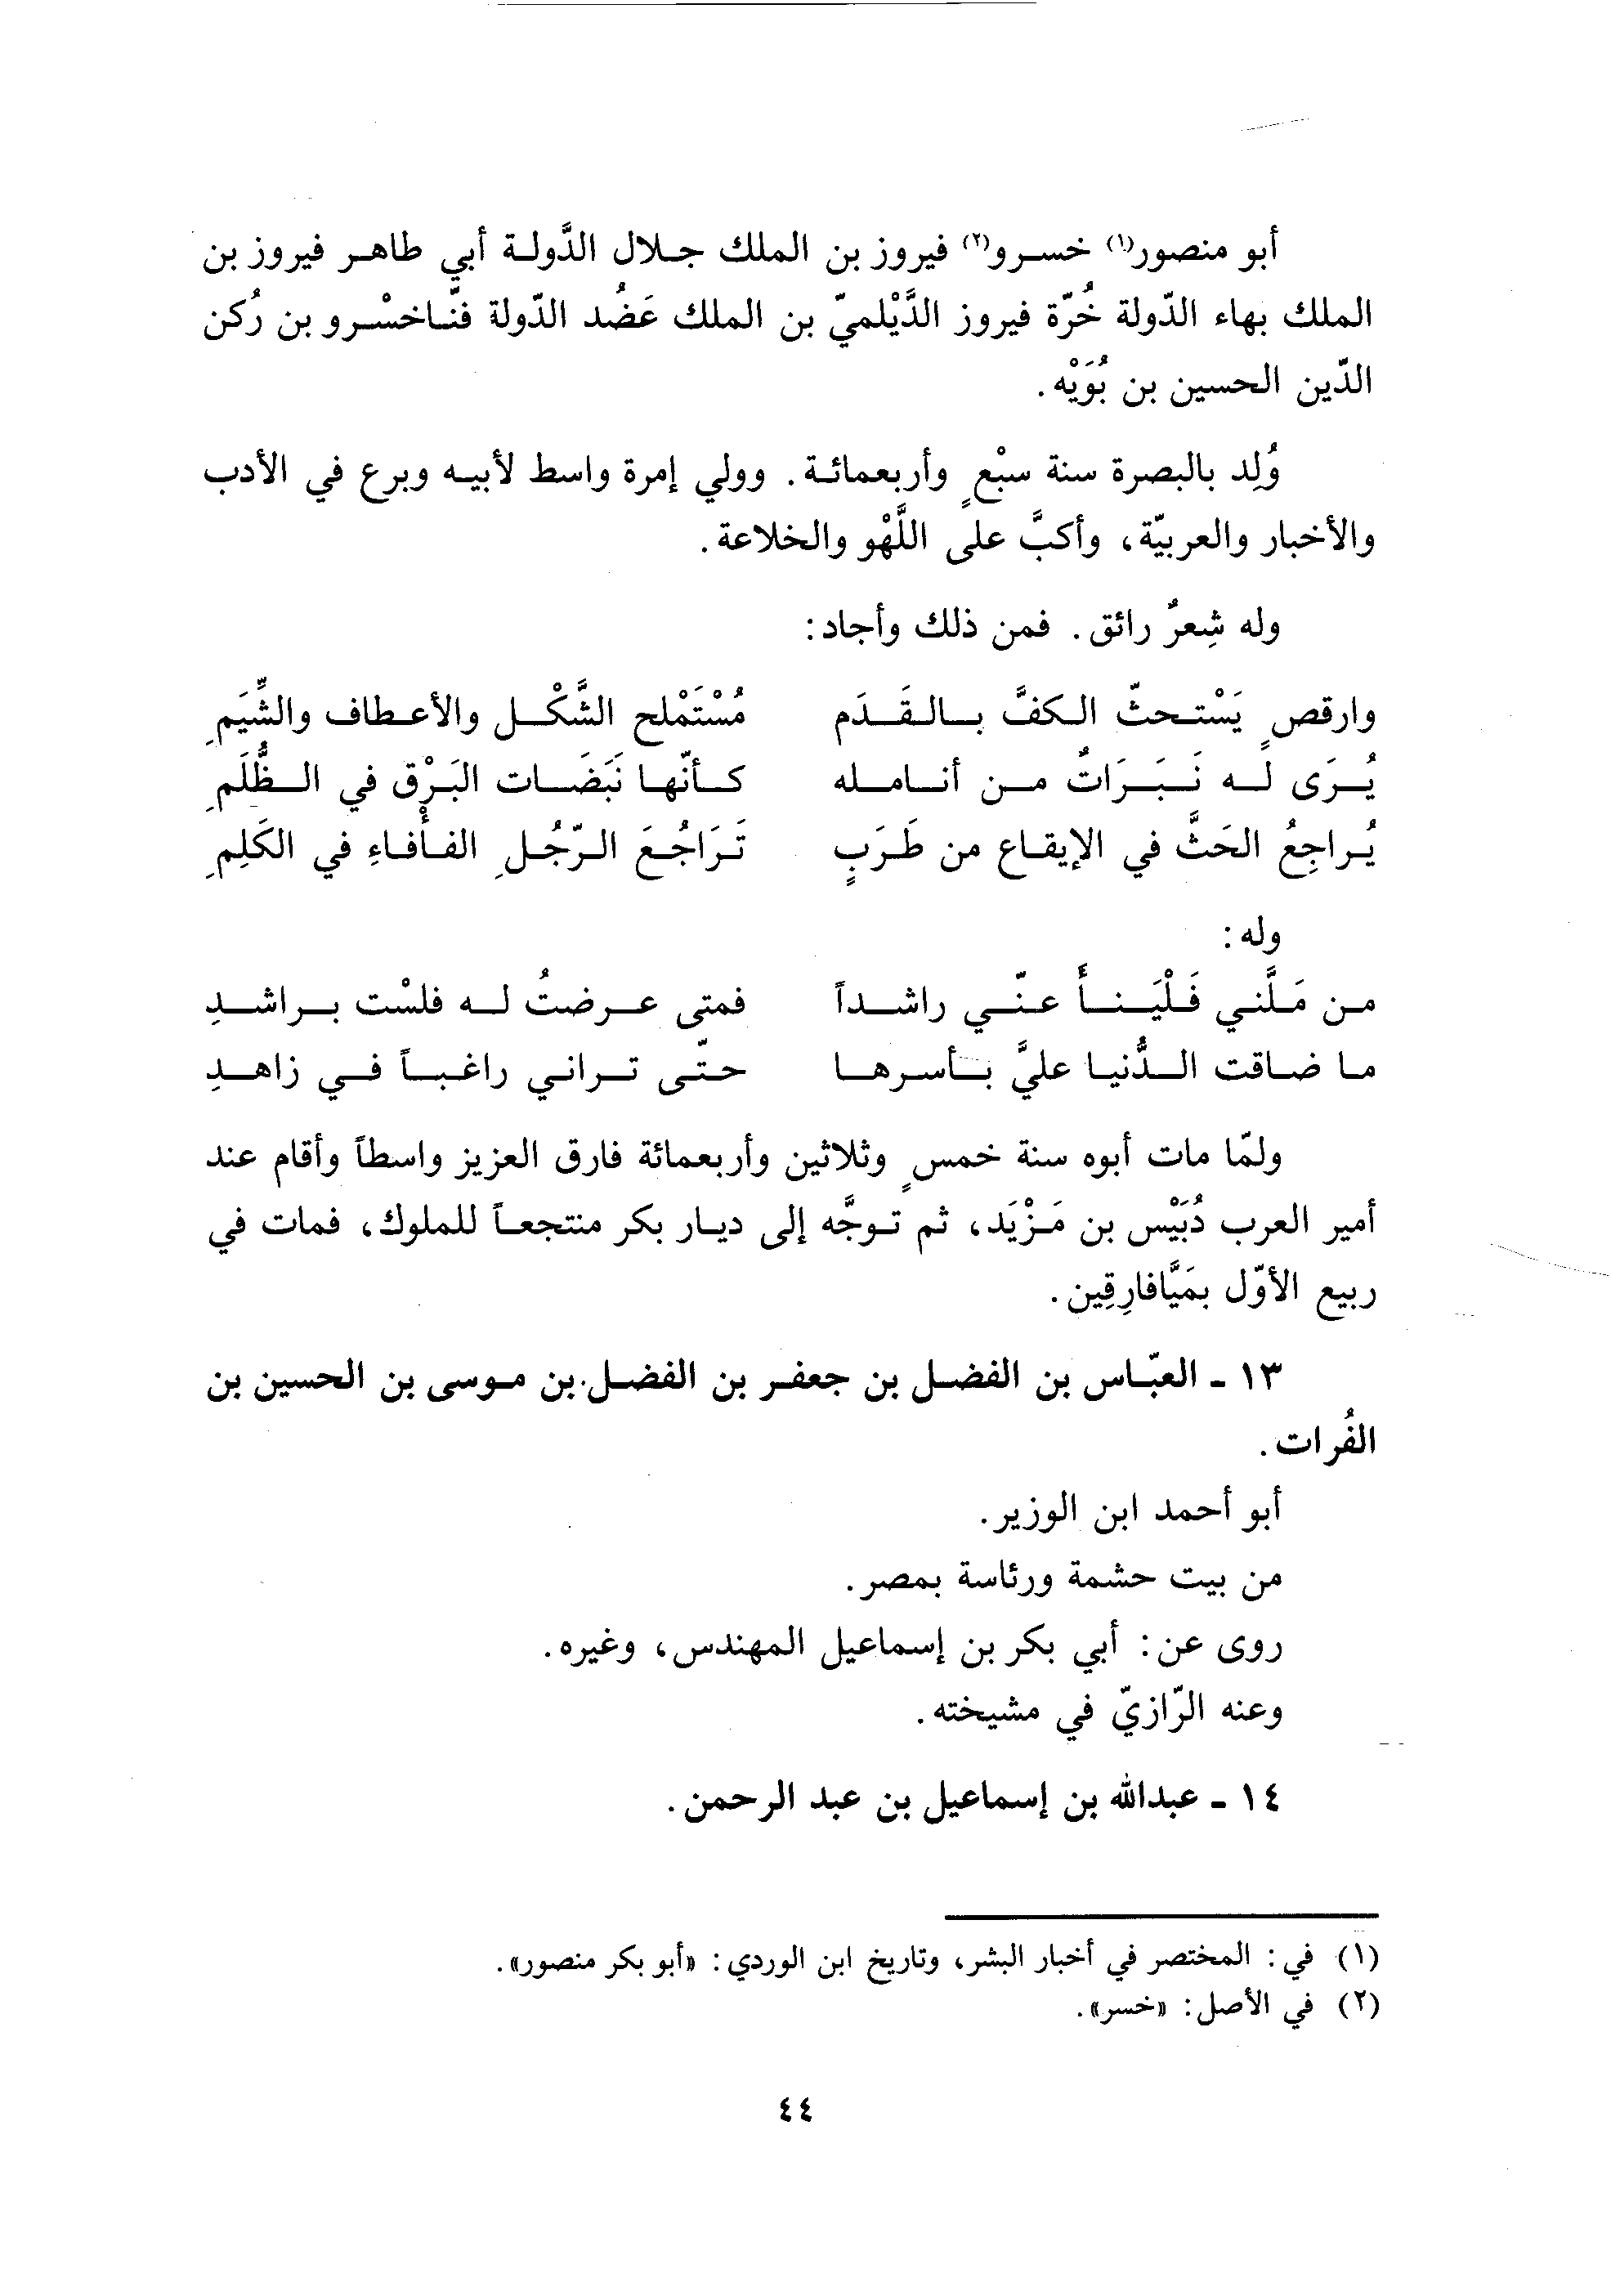 أبو منصور(١) خسرو(٢) فيروز بن الملك جلال الدَّولة أبي طاهر فيروز بن
الملك بهاء الدّولة خُرّة فيروز الدَّيْلميّ بن الملك عَضُد الدّولة فنّاخسْرو بن رُكن
الدّين الحسين بن بُوَيْه.
وُلِد بالبصرة سنة سبْعٍ وأربعمائة. وولي إمرة واسط لأبيه وبرع في الأدب
والأخبار والعربيّة، وأكبَّ على اللَّهْو والخلاعة.
وله شِعرٌ رائق. فمن ذلك وأجاد:
وارقصٍ يَسْتحثّ الكفَّ بالقَدَم مُسْتَمْلح الشَّكْل والأعطاف والشِّيَمِ
يُرَى لَه نَبَرَاتٌ من أنامله كأنّها نَبَضَات البَرْق في الظُّلَمِ
يُراجِعُ الحَثَّ في الإيقاع من طَرَبٍ تَرَاجُعَ الرّجُلِ الفأْفاءِ في الكَلِمِ
وله:
من مَلَّني فَلْيَنأَ عنّي راشداً فمتى عرضتُ له فلسْت براشدِ
ما ضاقت الدُّنيا عليَّ بأسرها حتّى تراني راغباً في زاهدِ
ولمّا مات أبوه سنة خمسٍ وثلاثين وأربعمائة فارق العزيز واسطاً وأقام عند
أمير العرب دُبَيْس بن مَزْيَد، ثم توجَّه إلى ديار بكر منتجعاً للملوك، فمات في
ربيع الأوّل بمَيَّافارِقِين.
١٣ ـ العبّاس بن الفضل بن جعفر بن الفضل بن موسى بن الحسين بن
الفُرات.
أبو أحمد ابن الوزير.
من بيت حشمة ورئاسة بمصر.
روى عن: أبي بكر بن إسماعيل المهندس، وغيره.
وعنه الرّازيّ في مشيخته.
١٤ ـ عبدالله بن إسماعيل بن عبد الرحمن.
(١) في: المختصر في أخبار البشر، وتاريخ ابن الوردي: «أبو بكر منصور».
(٢) في الأصل: «خسر».
٤٤